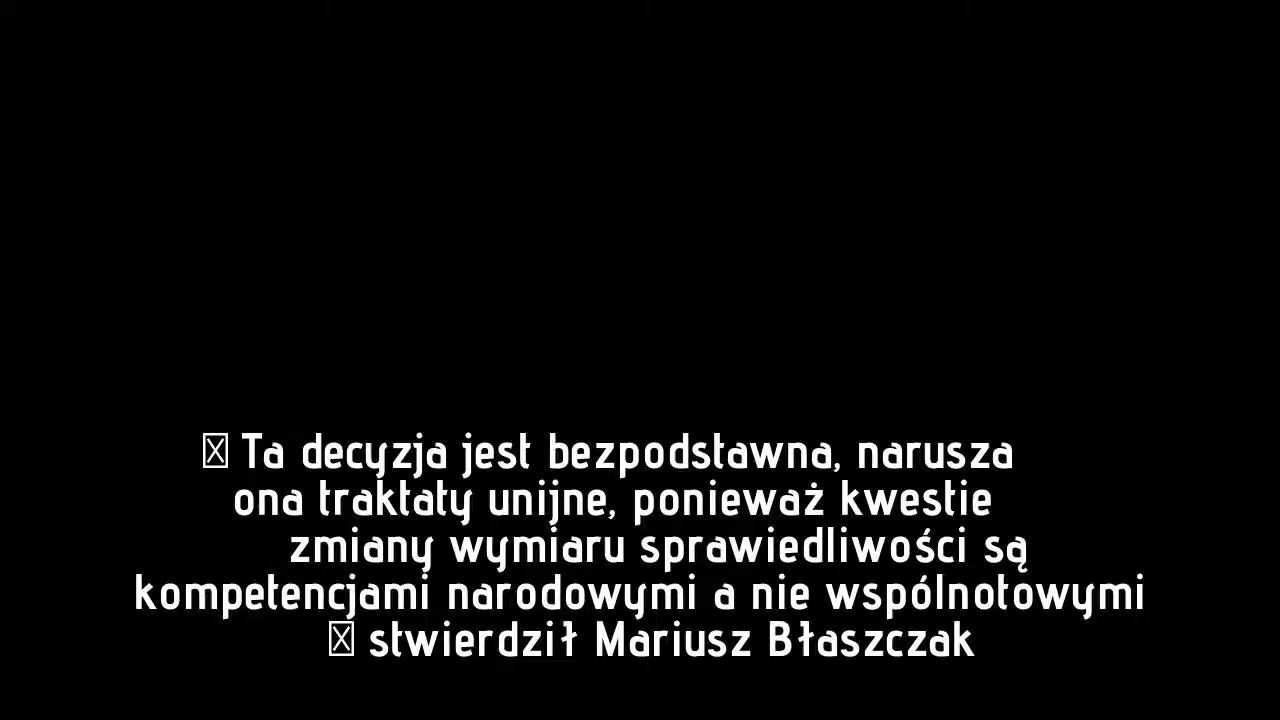 Ta decyzja jest bezpodstawna, narusza
ona traktaty unijne, ponieważ kwestie
zmiany wymiaru sprawiedliwości są
kompetencjami narodowymi a nie wspólnotowymi
stwierdził Mariusz Błaszczak